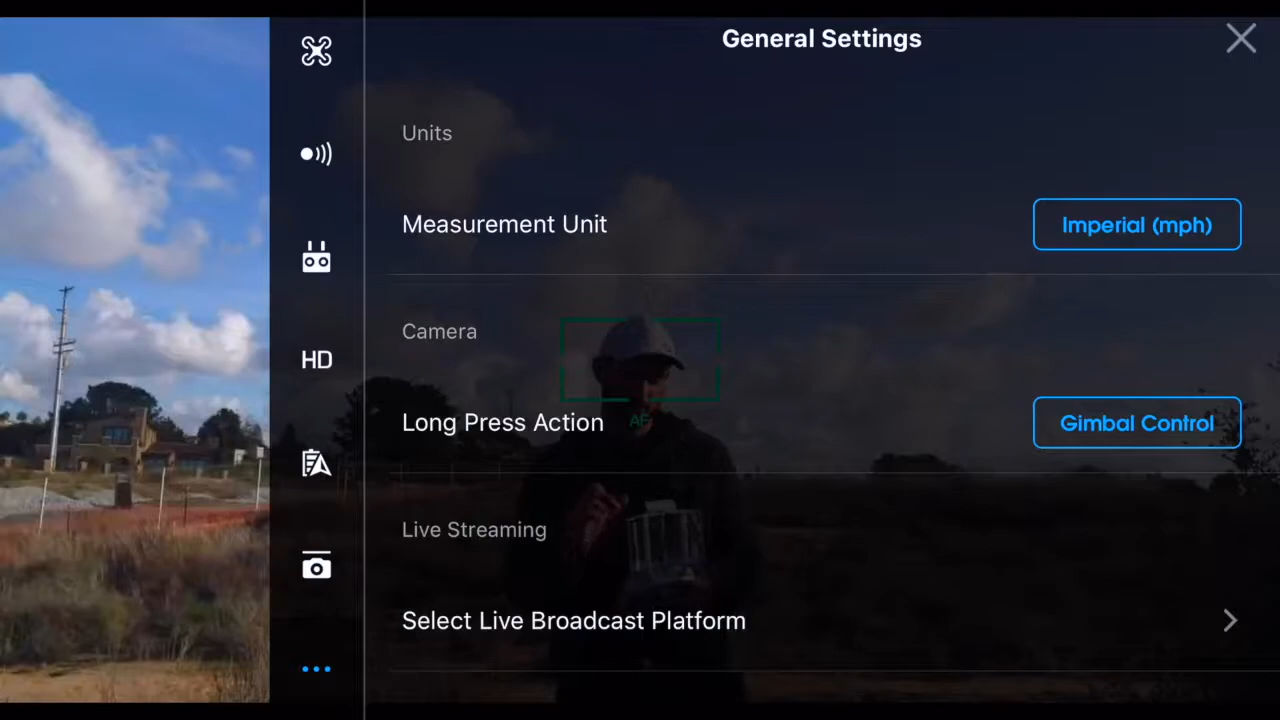 General Settings
Units
Measurement Unit
Imperial (mph)
Camera
HD
Long Press Action
AF
Gimbal Control
Live Streaming
Select Live Broadcast Platform